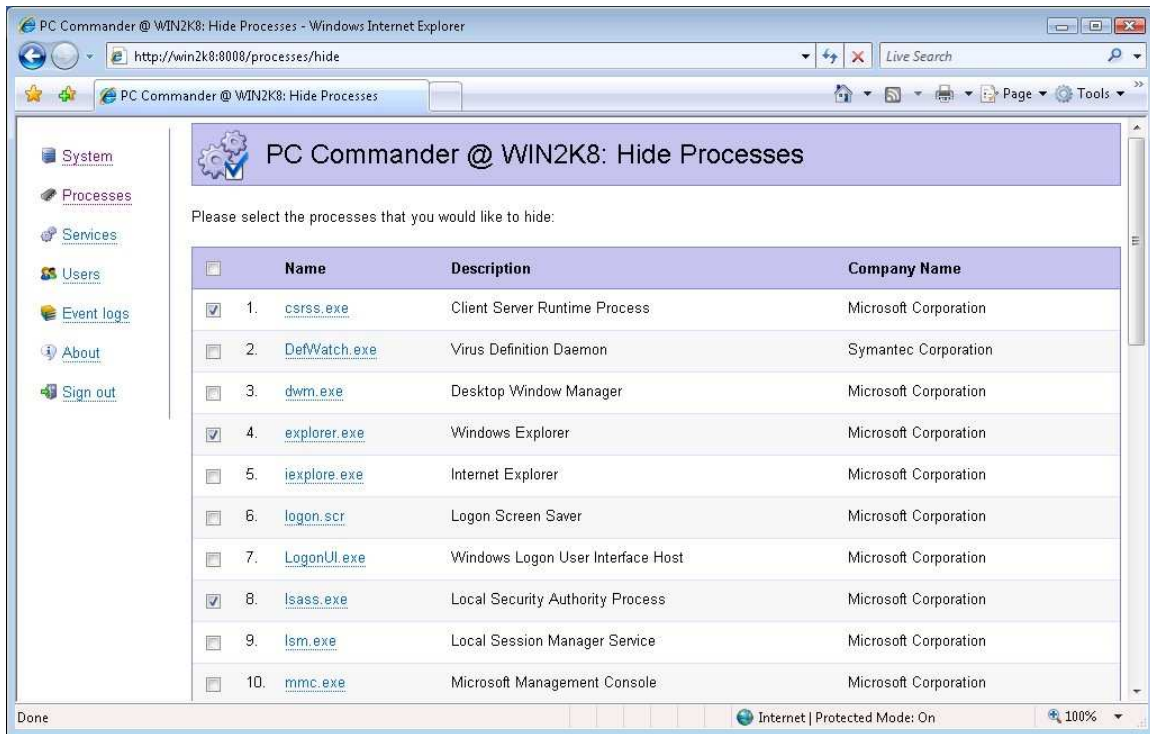 PC Commander @ WIN2K8: Hide Processes - Windows Internet Explorer
http://win2k8:8008/processes/hide
Live Search
PC Commander @ WIN2K8: Hide Processes
Page
Tools
System
Processes
Services
Users
Event logs
About
Sign out
PC Commander @ WIN2K8: Hide Processes
Please select the processes that you would like to hide:
Name Description Company Name
1. csrss.exe Client Server Runtime Process Microsoft Corporation
2. DefWatch.exe Virus Definition Daemon Symantec Corporation
3. dwm.exe Desktop Window Manager Microsoft Corporation
4. explorer.exe Windows Explorer Microsoft Corporation
5. iexplore.exe Internet Explorer Microsoft Corporation
6. logon.scr Logon Screen Saver Microsoft Corporation
7. LogonUI.exe Windows Logon User Interface Host Microsoft Corporation
8. lsass.exe Local Security Authority Process Microsoft Corporation
9. lsm.exe Local Session Manager Service Microsoft Corporation
10. mmc.exe Microsoft Management Console Microsoft Corporation
Done
Internet | Protected Mode: On
100%